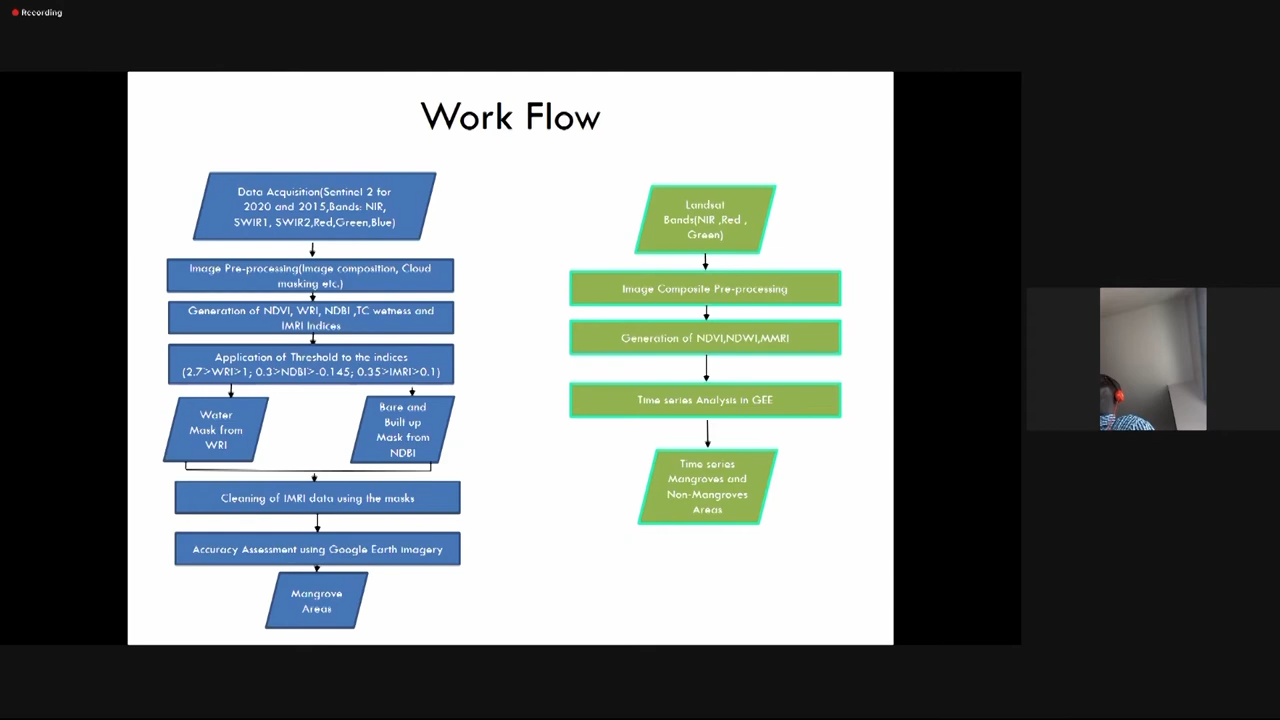 Recording
Work Flow
Data Acquisition(Sentinel 2 for
2020 and 2015,Bands: NIR,
SWIR1, SWIR2,Red,Green,Blue)
Image Pre-processing(Image composition, Cloud
masking etc.)
Generation of NDVI, WRI, NDBI ,TC wetness and
IMRI Indices
Application of Threshold to the indices
(2.7>WRI>1; 0.3>NDBI>-0.145; 0.35>IMRI>0.1)
Water
Mask from
WRI
Bare and
Built up
Mask from
NDBI
Cleaning of IMRI data using the masks
Accuracy Assessment using Google Earth imagery
Mangrove
Areas
Landsat
Bands(NIR ,Red ,
Green)
Image Composite Pre-processing
Generation of NDVI,NDWI,MMRI
Time series Analysis in GEE
Time series
Mangroves and
Non-Mangroves
Areas